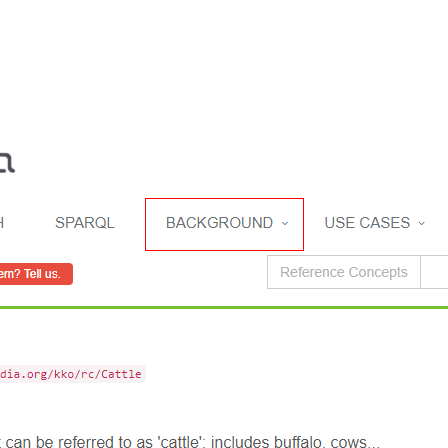 a
H SPARQL BACKGROUND USE CASES
em? Tell us.
Reference Concepts
dia.org/kko/rc/Cattle
t can be referred to as 'cattle'; includes buffalo, cows...